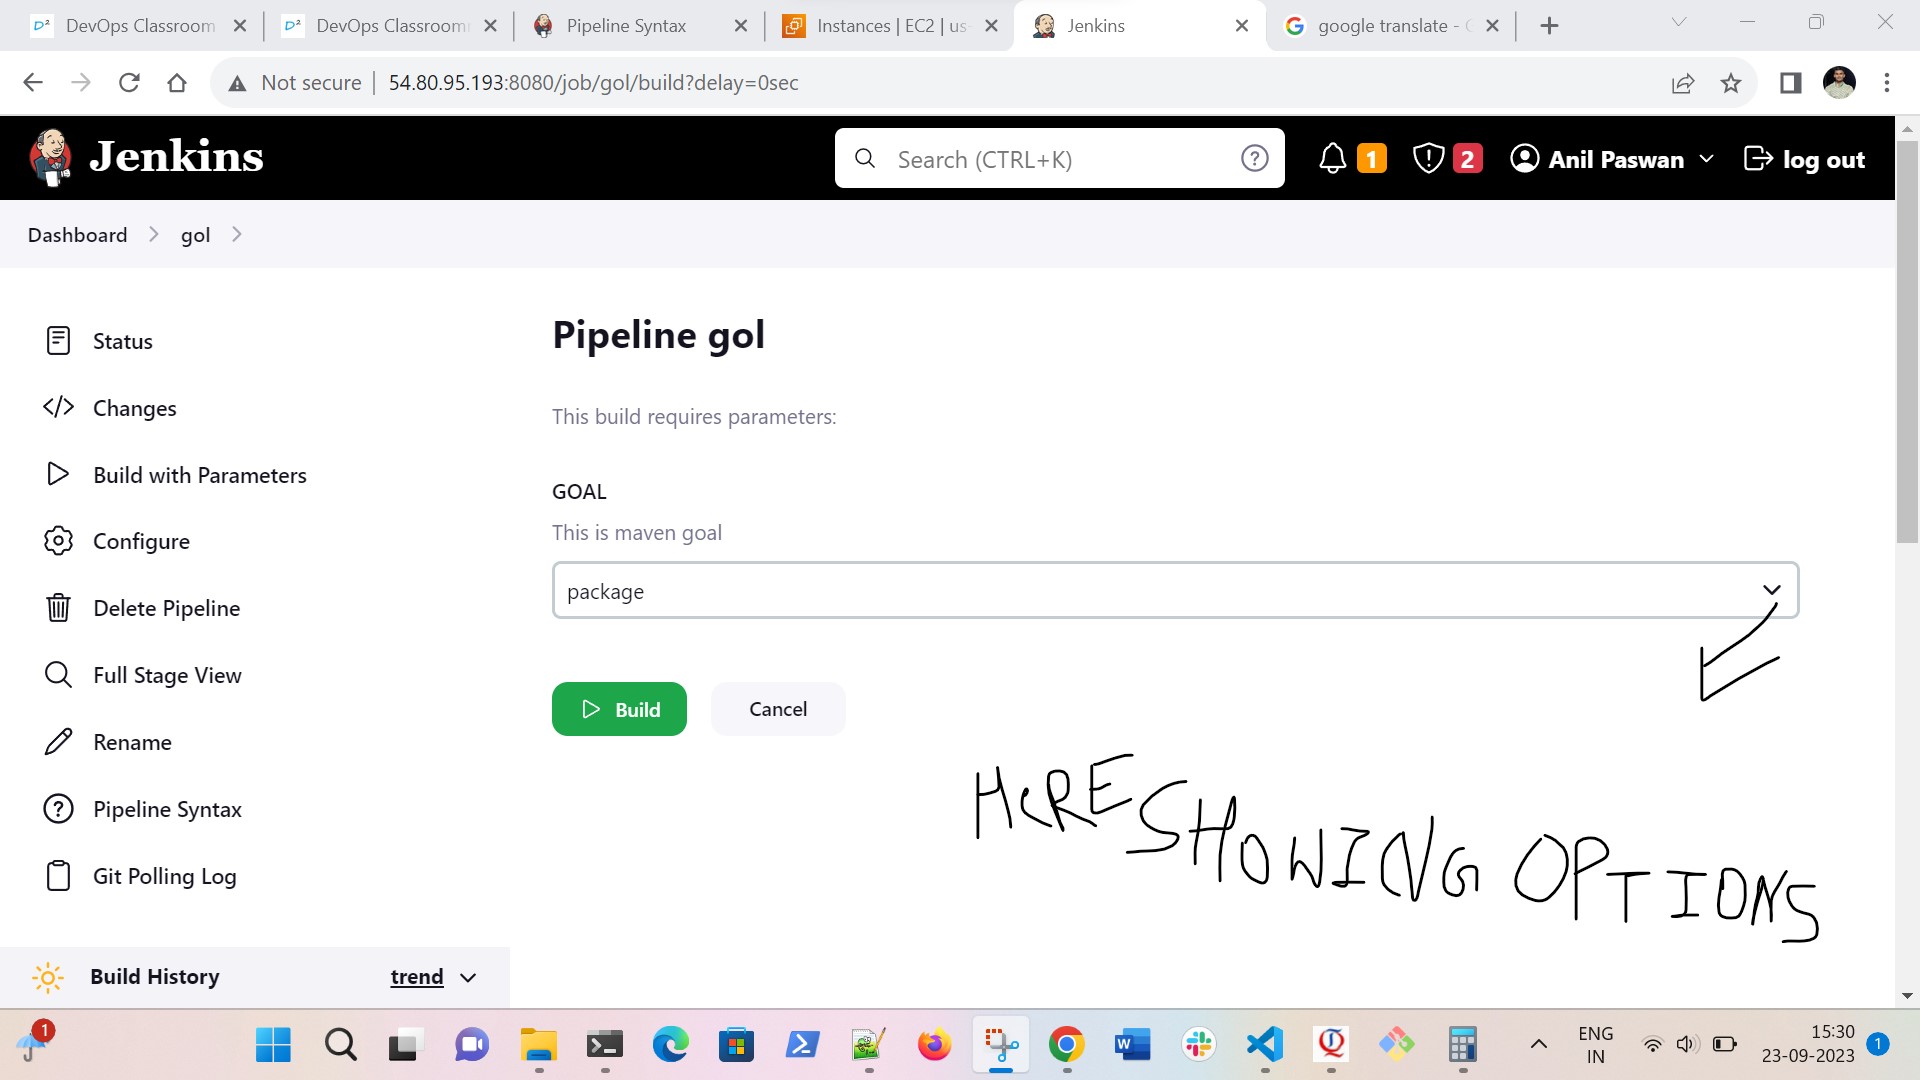 DevOps Classroom
DevOps Classroom
Pipeline Syntax
Instances | EC2 | us-
Jenkins
google translate -
Not secure
54.80.95.193:8080/job/gol/build?delay=0sec
Jenkins
Search (CTRL+K)
1
2
Anil Paswan
log out
Dashboard
gol
Status
Changes
Build with Parameters
Configure
Delete Pipeline
Full Stage View
Rename
Pipeline Syntax
Git Polling Log
Build History
trend
Pipeline gol
This build requires parameters:
GOAL
This is maven goal
package
Build
Cancel
HeRE SHOWING OPTIONS
1
ENG
IN
15:30
23-09-2023
1